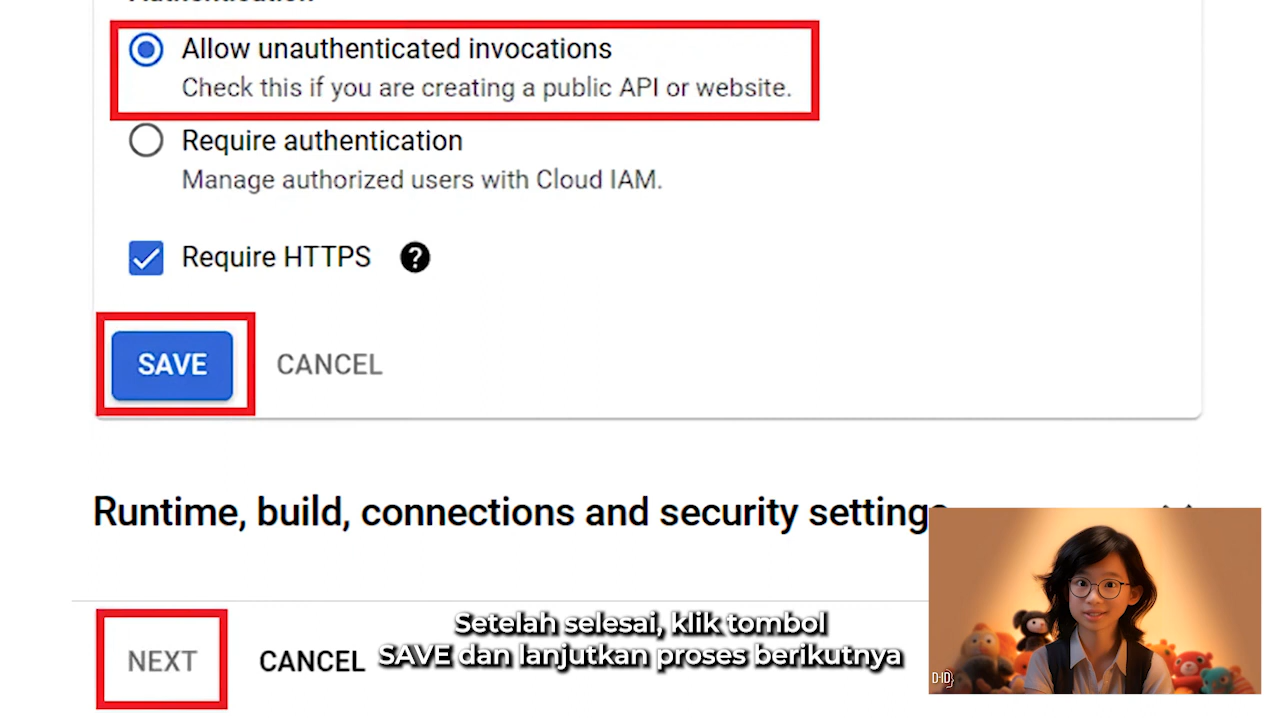 Authentication
Allow unauthenticated invocations
Check this if you are creating a public API or website.
Require authentication
Manage authorized users with Cloud IAM.
Require HTTPS
SAVE CANCEL
Runtime, build, connections and security settings
NEXT CANCEL
Setelah selesai, klik tombol
SAVE dan lanjutkan proses berikutnya
D-ID